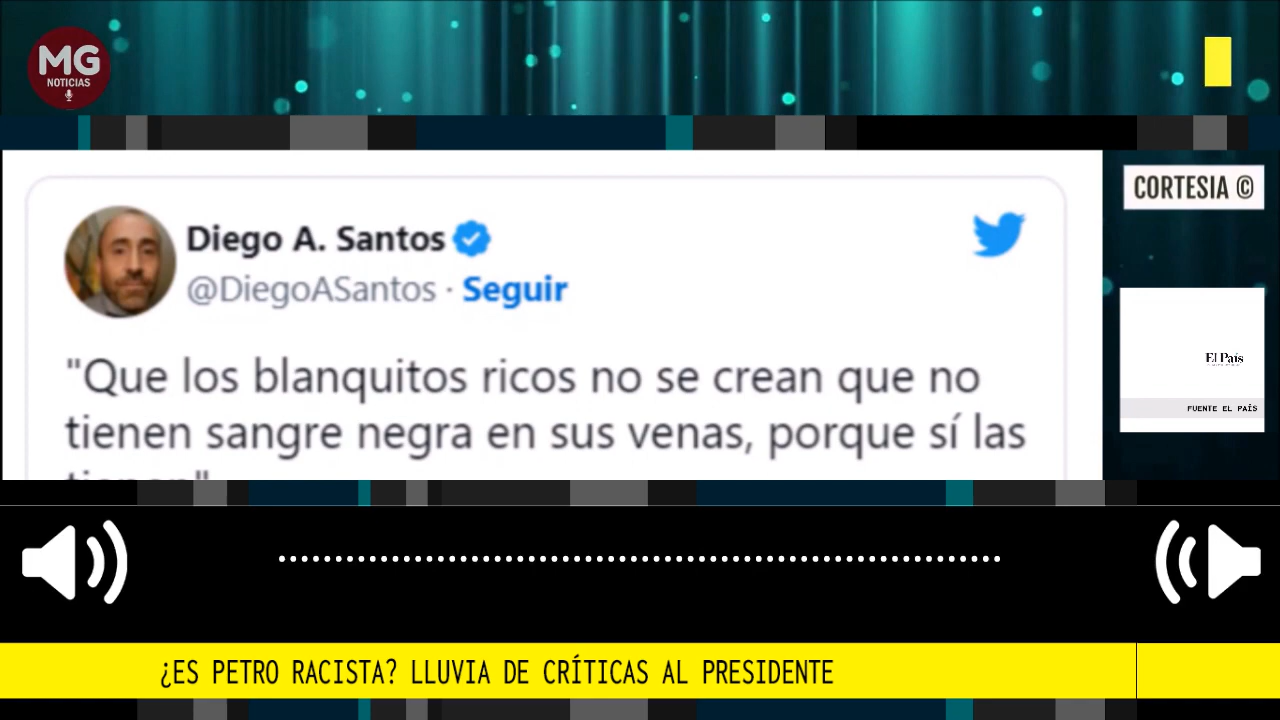 MG
NOTICIAS
CORTESIA ©
Diego A. Santos
@DiegoASantos · Seguir
"Que los blanquitos ricos no se crean que no
tienen sangre negra en sus venas, porque sí las
El País
FUENTE EL PAÍS
¿ES PETRO RACISTA? LLUVIA DE CRÍTICAS AL PRESIDENTE